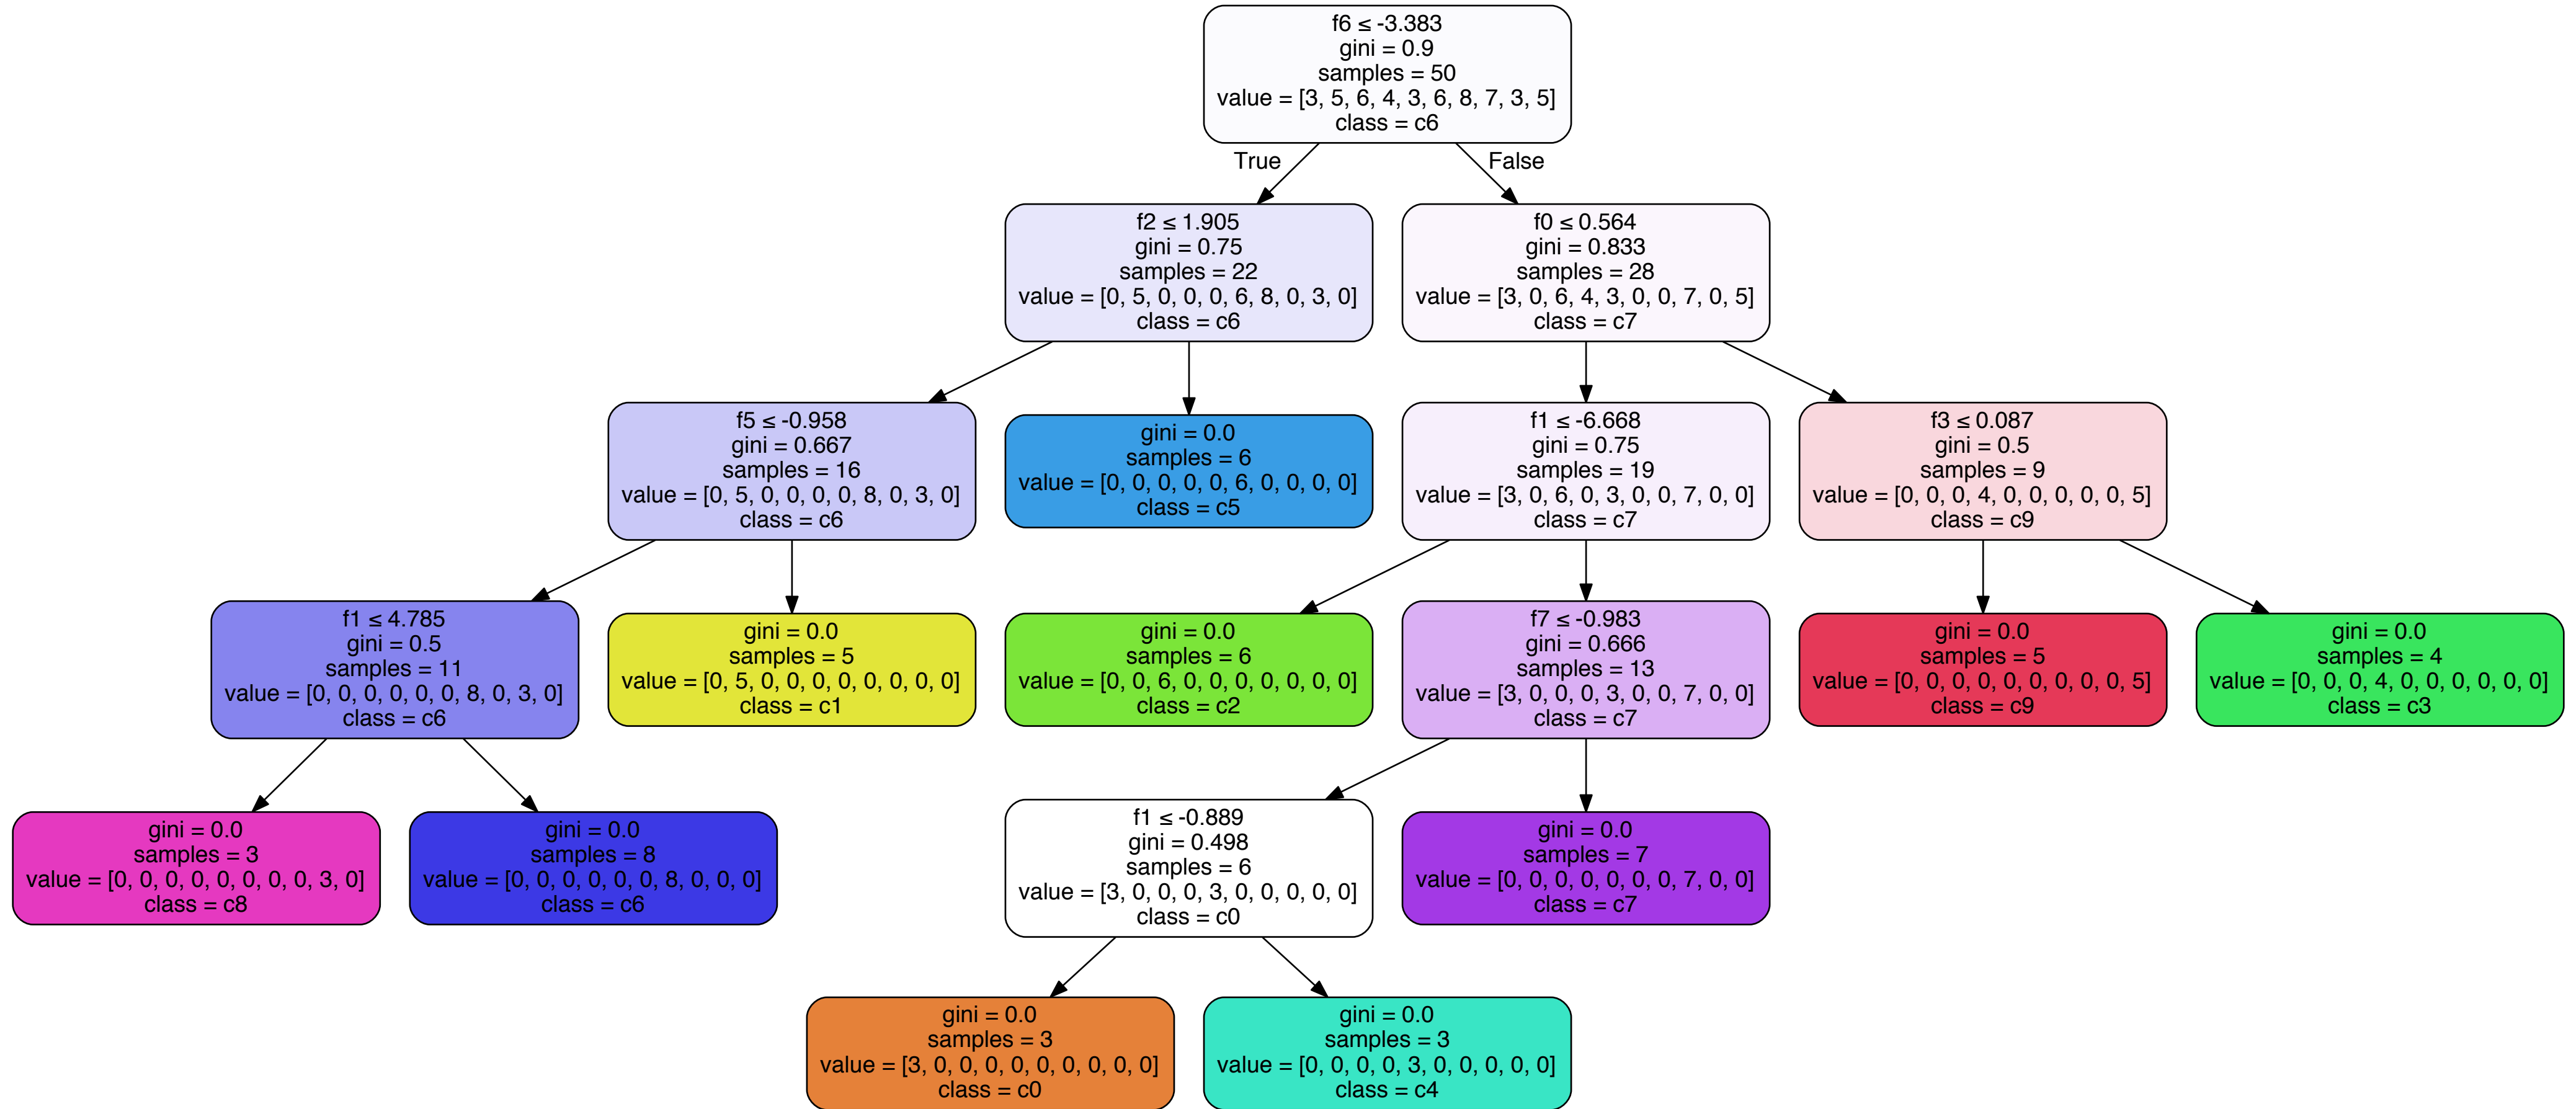 f6 ≤ -3.383
gini = 0.9
samples = 50
value = [3, 5, 6, 4, 3, 6, 8, 7, 3, 5]
class = c6
True
False
f2 ≤ 1.905
gini = 0.75
samples = 22
value = [0, 5, 0, 0, 0, 6, 8, 0, 3, 0]
class = c6
f0 ≤ 0.564
gini = 0.833
samples = 28
value = [3, 0, 6, 4, 3, 0, 0, 7, 0, 5]
class = c7
f5 ≤ -0.958
gini = 0.667
samples = 16
value = [0, 5, 0, 0, 0, 0, 8, 0, 3, 0]
class = c6
gini = 0.0
samples = 6
value = [0, 0, 0, 0, 0, 6, 0, 0, 0, 0]
class = c5
f1 ≤ -6.668
gini = 0.75
samples = 19
value = [3, 0, 6, 0, 3, 0, 0, 7, 0, 0]
class = c7
f3 ≤ 0.087
gini = 0.5
samples = 9
value = [0, 0, 0, 4, 0, 0, 0, 0, 0, 5]
class = c9
f1 ≤ 4.785
gini = 0.5
samples = 11
value = [0, 0, 0, 0, 0, 0, 8, 0, 3, 0]
class = c6
gini = 0.0
samples = 5
value = [0, 5, 0, 0, 0, 0, 0, 0, 0, 0]
class = c1
gini = 0.0
samples = 6
value = [0, 0, 6, 0, 0, 0, 0, 0, 0, 0]
class = c2
f7 ≤ -0.983
gini = 0.666
samples = 13
value = [3, 0, 0, 0, 3, 0, 0, 7, 0, 0]
class = c7
gini = 0.0
samples = 5
value = [0, 0, 0, 0, 0, 0, 0, 0, 0, 5]
class = c9
gini = 0.0
samples = 4
value = [0, 0, 0, 4, 0, 0, 0, 0, 0, 0]
class = c3
gini = 0.0
samples = 3
value = [0, 0, 0, 0, 0, 0, 0, 0, 3, 0]
class = c8
gini = 0.0
samples = 8
value = [0, 0, 0, 0, 0, 0, 8, 0, 0, 0]
class = c6
f1 ≤ -0.889
gini = 0.498
samples = 6
value = [3, 0, 0, 0, 3, 0, 0, 0, 0, 0]
class = c0
gini = 0.0
samples = 7
value = [0, 0, 0, 0, 0, 0, 0, 7, 0, 0]
class = c7
gini = 0.0
samples = 3
value = [3, 0, 0, 0, 0, 0, 0, 0, 0, 0]
class = c0
gini = 0.0
samples = 3
value = [0, 0, 0, 0, 3, 0, 0, 0, 0, 0]
class = c4